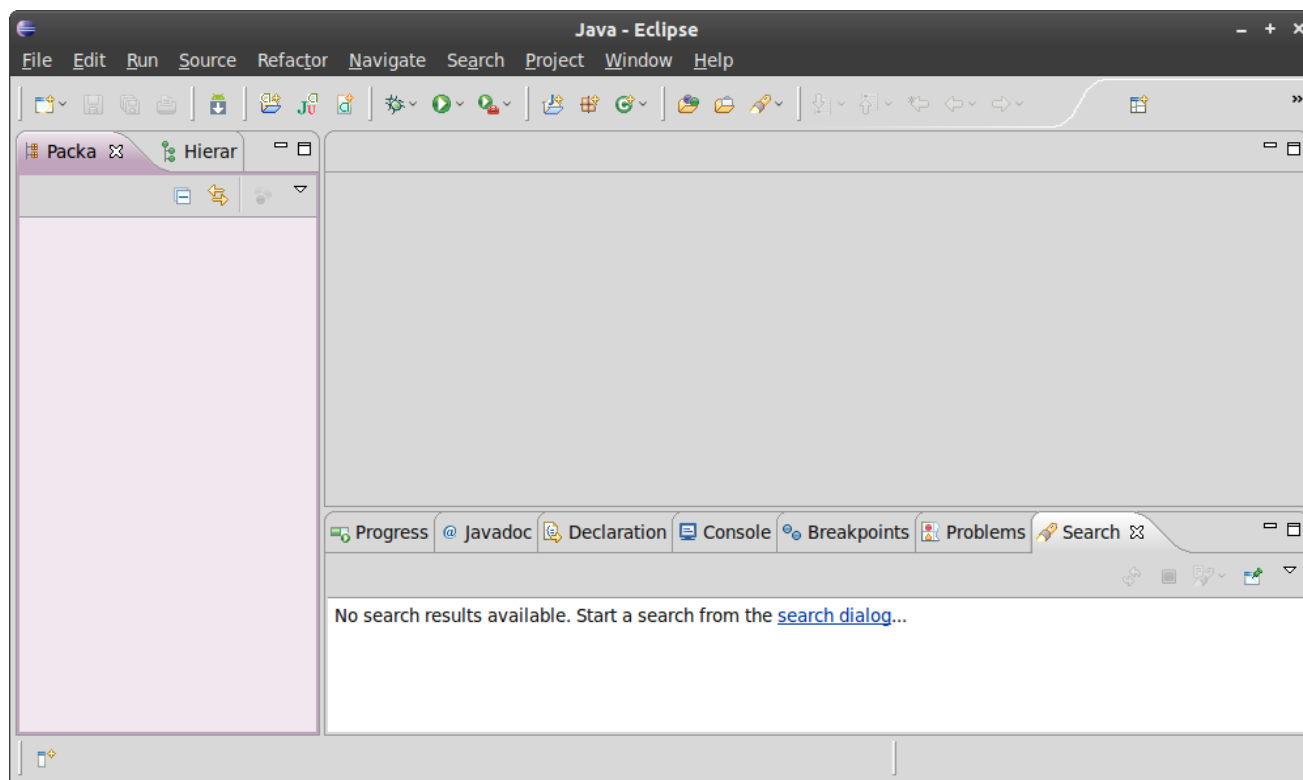 Java - Eclipse
File Edit Run Source Refactor Navigate Search Project Window Help
Packa Hierar
Progress @ Javadoc Declaration Console Breakpoints Problems Search
No search results available. Start a search from the search dialog...